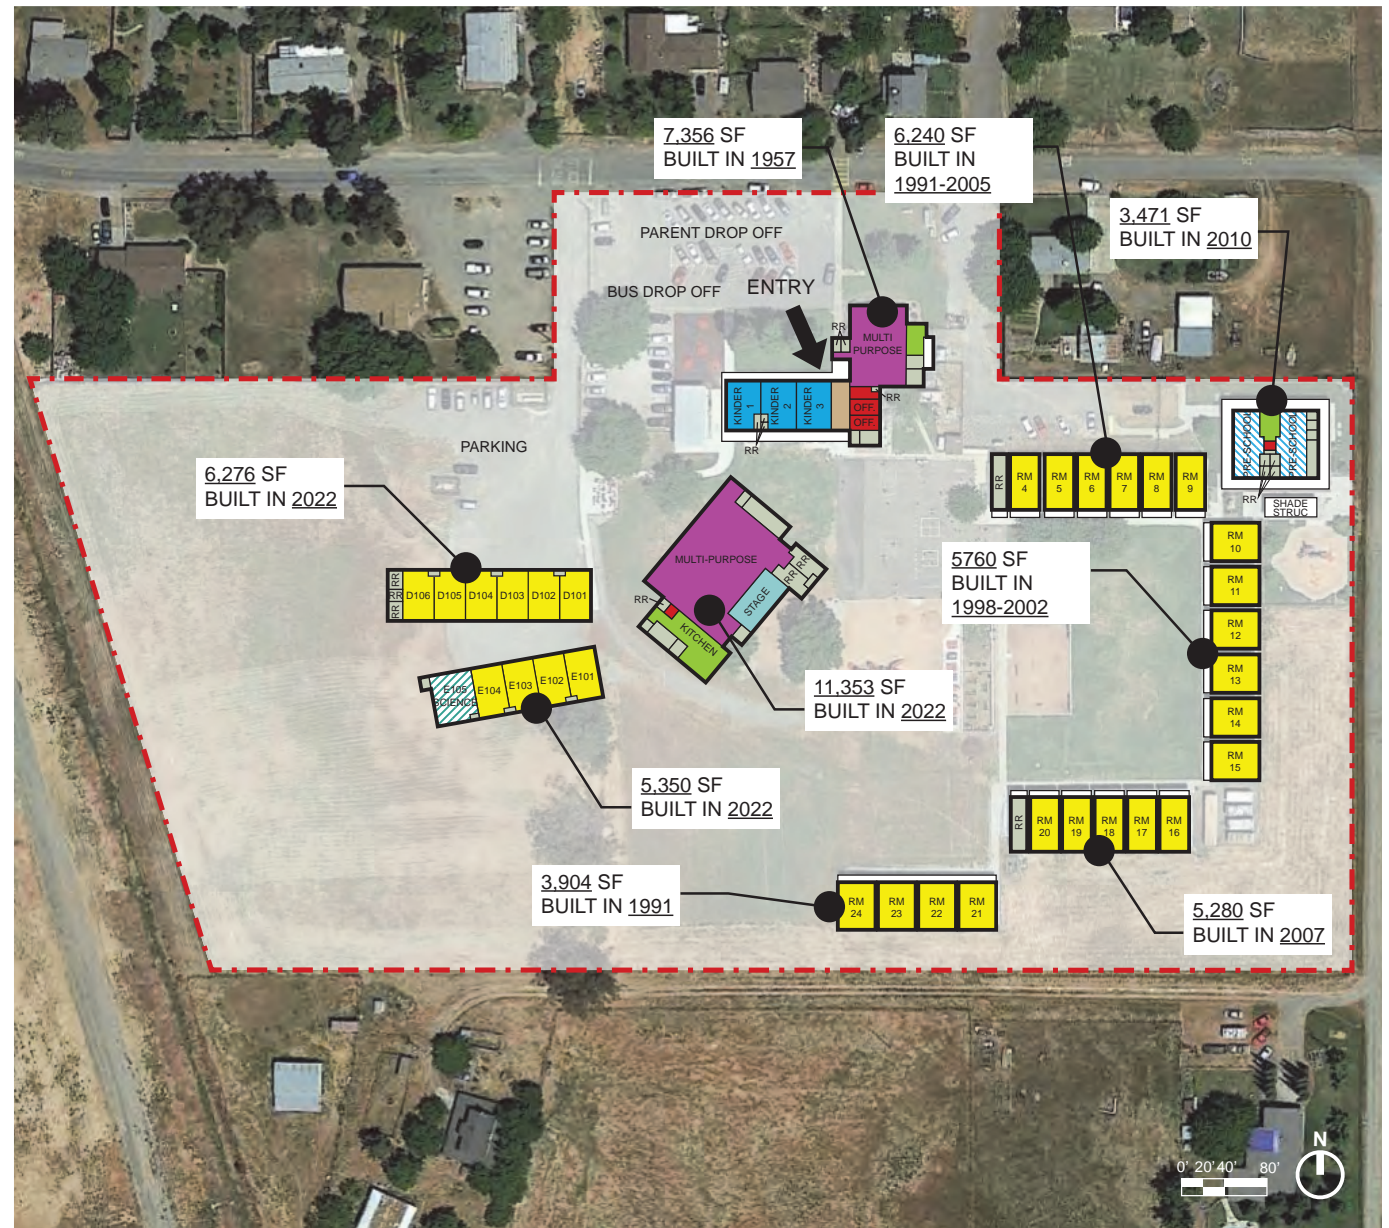 7,356 SF
BUILT IN 1957
6,240 SF
BUILT IN
1991-2005
3,471 SF
BUILT IN 2010
PARENT DROP OFF
BUS DROP OFF
ENTRY
RR
MULTI
PURPOSE
KINDER
1
KINDER
2
KINDER
3
OFF.
OFF.
RR
RR
PARKING
6,276 SF
BUILT IN 2022
RR
RM
4
RM
5
RM
6
RM
7
RM
8
RM
9
PRE-SCHOOL
PRE-SCHOOL
RR
SHADE
STRUC
RM
10
RM
11
RM
12
RM
13
RM
14
RM
15
5760 SF
BUILT IN
1998-2002
MULTI-PURPOSE
RR
RR
STAGE
RR
KITCHEN
RR
RR
RR
D106
D105
D104
D103
D102
D101
E105
SCIENCE
E104
E103
E102
E101
11,353 SF
BUILT IN 2022
5,350 SF
BUILT IN 2022
RR
RM
20
RM
19
RM
18
RM
17
RM
16
3,904 SF
BUILT IN 1991
RM
24
RM
23
RM
22
RM
21
5,280 SF
BUILT IN 2007
N
0' 20' 40' 80'